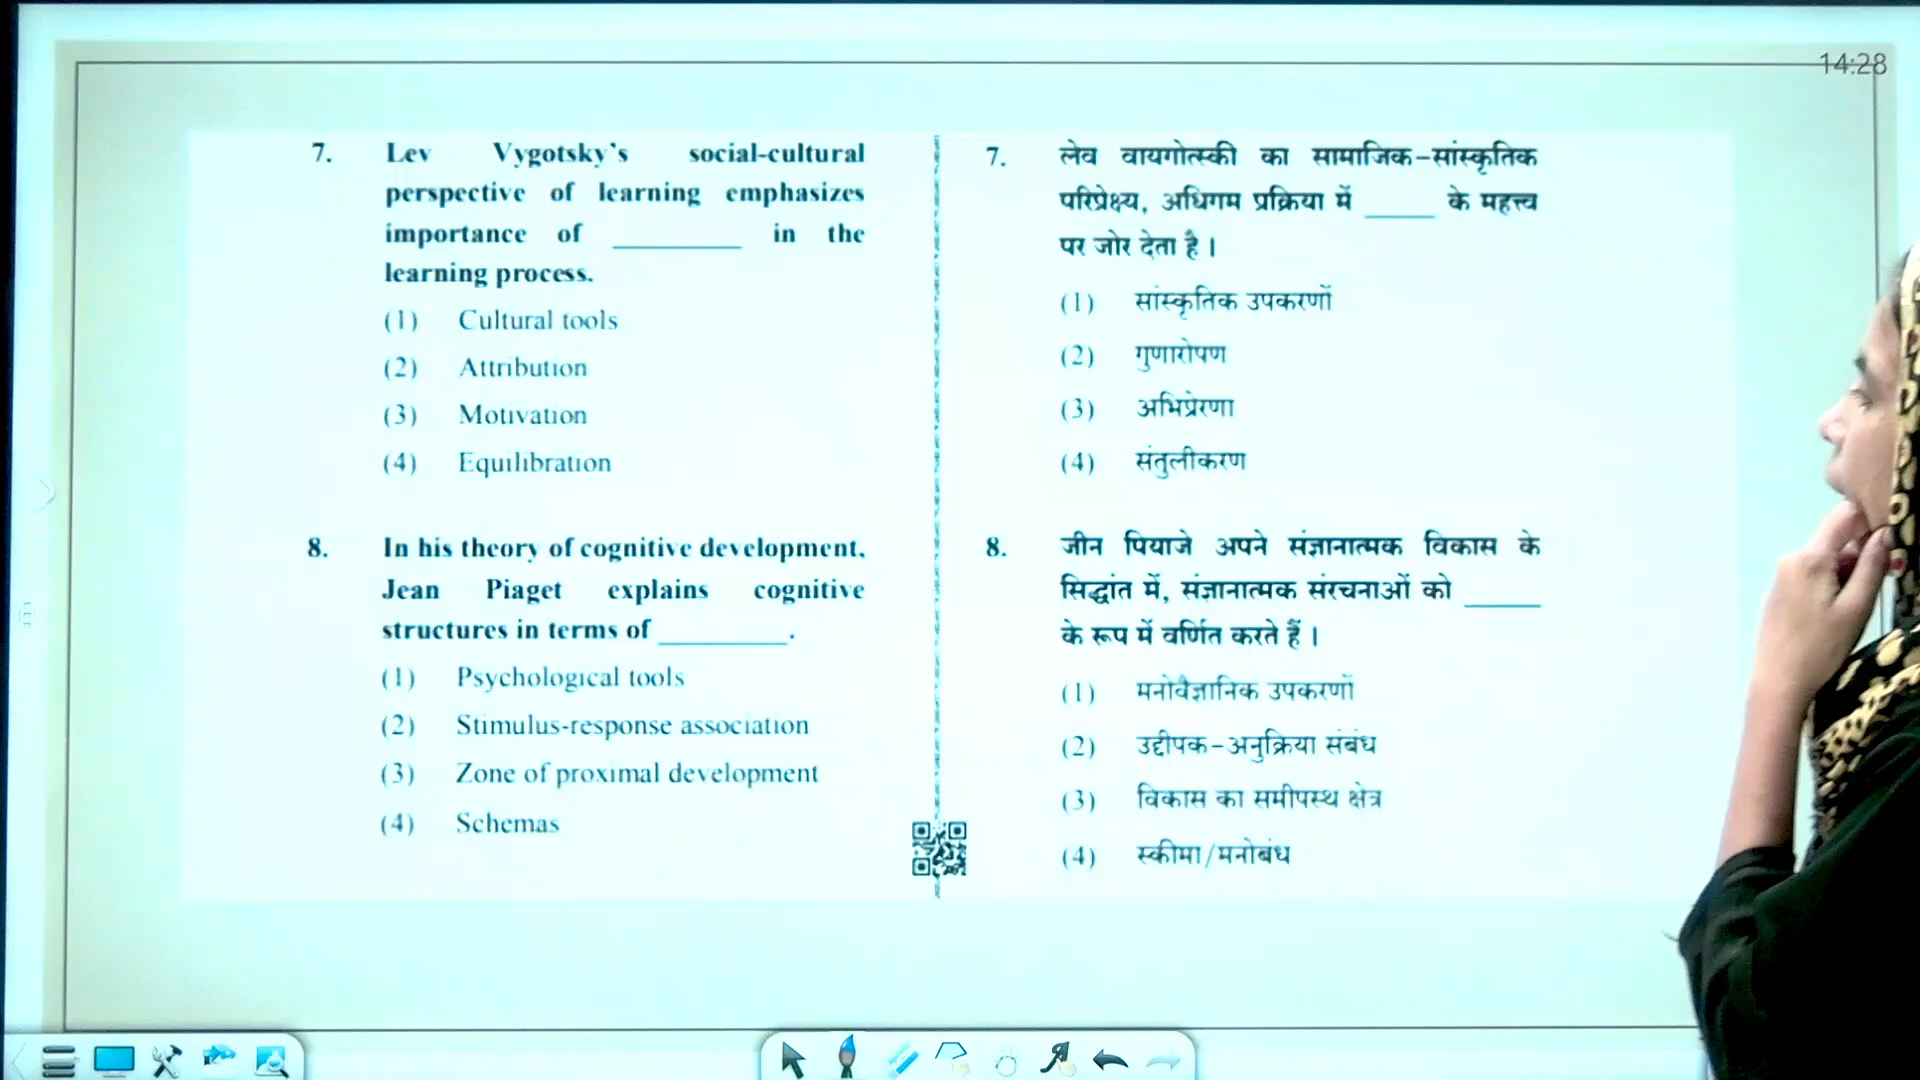 14:28
7. Lev Vygotsky's social-cultural
perspective of learning emphasizes
importance of __________ in the
learning process.
(1) Cultural tools
(2) Attribution
(3) Motivation
(4) Equilibration
8. In his theory of cognitive development,
Jean Piaget explains cognitive
structures in terms of __________.
(1) Psychological tools
(2) Stimulus-response association
(3) Zone of proximal development
(4) Schemas
7. लेव वायगोत्स्की का सामाजिक-सांस्कृतिक
परिप्रेक्ष्य, अधिगम प्रक्रिया में _____ के महत्त्व
पर जोर देता है ।
(1) सांस्कृतिक उपकरणों
(2) गुणारोपण
(3) अभिप्रेरणा
(4) संतुलीकरण
8. जीन पियाजे अपने संज्ञानात्मक विकास के
सिद्धांत में, संज्ञानात्मक संरचनाओं को _____
के रूप में वर्णित करते हैं ।
(1) मनोवैज्ञानिक उपकरणों
(2) उद्दीपक-अनुक्रिया संबंध
(3) विकास का समीपस्थ क्षेत्र
(4) स्कीमा/मनोबंध